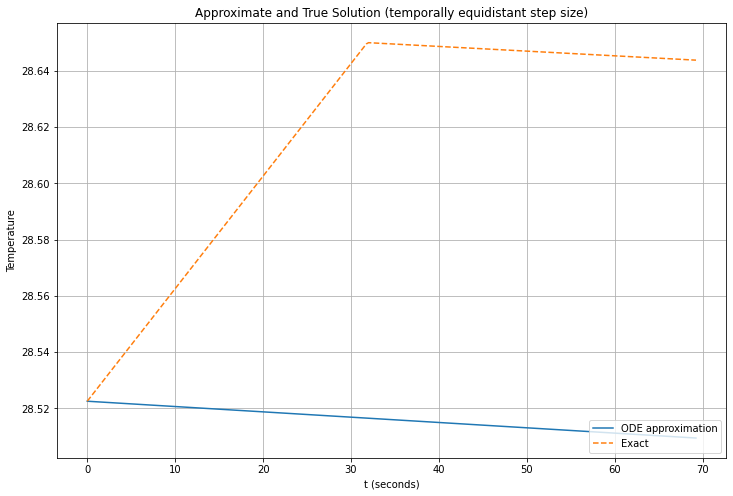 Approximate and True Solution (temporally equidistant step size)
Temperature
28.64
28.62
28.60
28.58
28.56
28.54
28.52
0 10 20 30 40 50 60 70
t (seconds)
ODE approximation
Exact